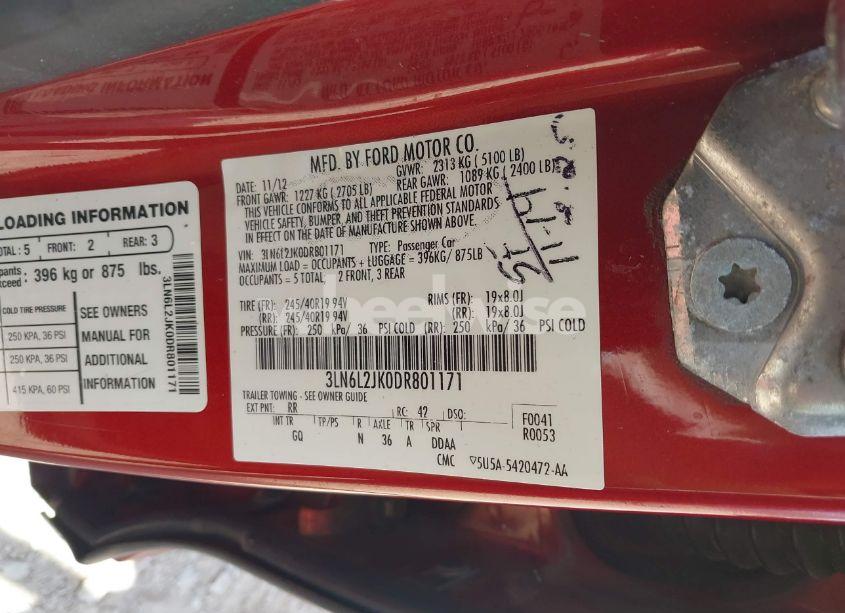 LOADING INFORMATION
TOTAL: 5 FRONT: 2 REAR: 3
396 kg or 875 lbs.
COLD TIRE PRESSURE
250 KPA, 36 PSI
250 KPA, 36 PSI
415 KPA, 60 PSI
SEE OWNERS
MANUAL FOR
ADDITIONAL
INFORMATION
3LN6L2JK0DR801171
MFD. BY FORD MOTOR CO.
DATE: 11/12 GVWR: 2313 KG ( 5100 LB)
FRONT GAWR: 1227 KG ( 2705 LB) REAR GAWR: 1089 KG ( 2400 LB)
THIS VEHICLE CONFORMS TO ALL APPLICABLE FEDERAL MOTOR
VEHICLE SAFETY, BUMPER, AND THEFT PREVENTION STANDARDS
IN EFFECT ON THE DATE OF MANUFACTURE SHOWN ABOVE.
VIN: 3LN6L2JK0DR801171 TYPE: Passenger Car
MAXIMUM LOAD = OCCUPANTS + LUGGAGE = 396KG/ 875LB
OCCUPANTS = 5 TOTAL = 2 FRONT, 3 REAR
TIRE (FR): 245/40R19 94V RIMS (FR): 19x8.0J
(RR): 245/40R19 94V (RR): 19x8.0J
PRESSURE (FR): 250 kPa/ 36 PSI COLD (RR): 250 kPa/ 36 PSI COLD
3LN6L2JK0DR801171
TRAILER TOWING - SEE OWNER GUIDE
EXT PNT: RR RC: 42 DSO: F0041
INT TR TP/PS R AXLE TR SPR R0053
GQ N 36 A DDAA
CMC ▽5U5A-5420472-AA